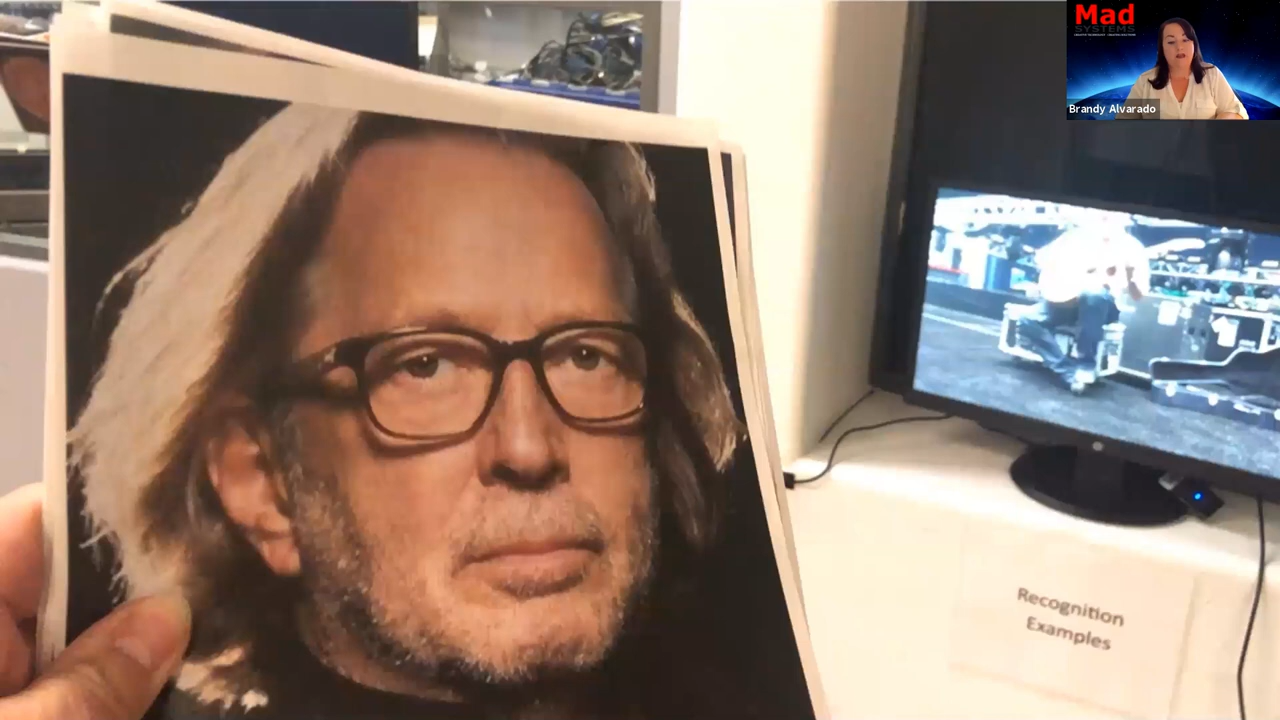 Mad
SYSTEMS
Brandy Alvarado
Recognition
Examples